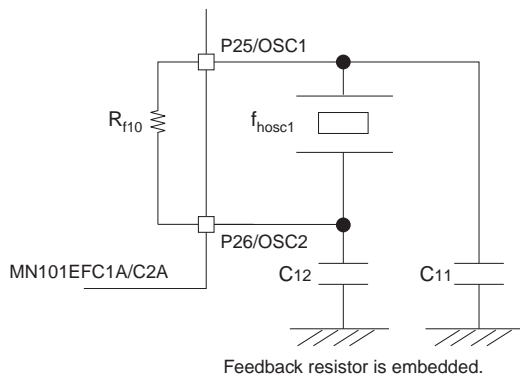 P25/OSC1
Rf10
fhosc1
P26/OSC2
MN101EFC1A/C2A
C12
C11
Feedback resistor is embedded.